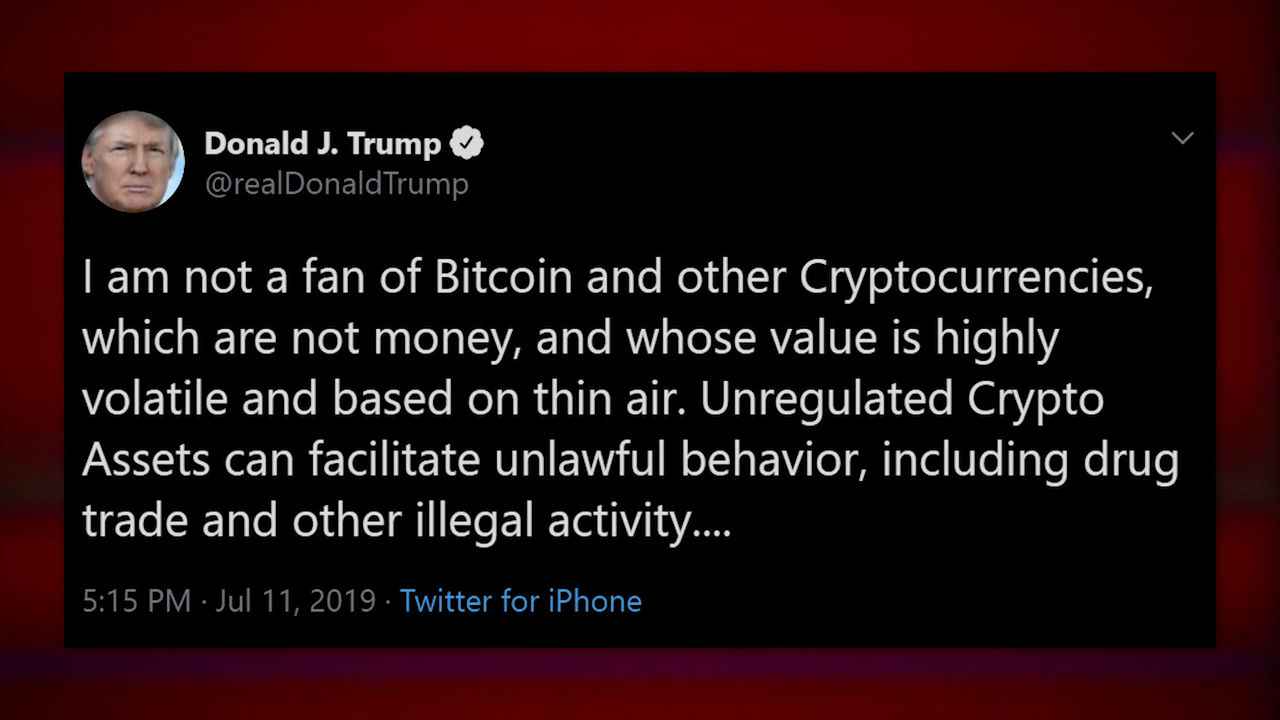 Donald J. Trump
@realDonaldTrump
I am not a fan of Bitcoin and other Cryptocurrencies,
which are not money, and whose value is highly
volatile and based on thin air. Unregulated Crypto
Assets can facilitate unlawful behavior, including drug
trade and other illegal activity....
5:15 PM · Jul 11, 2019 · Twitter for iPhone